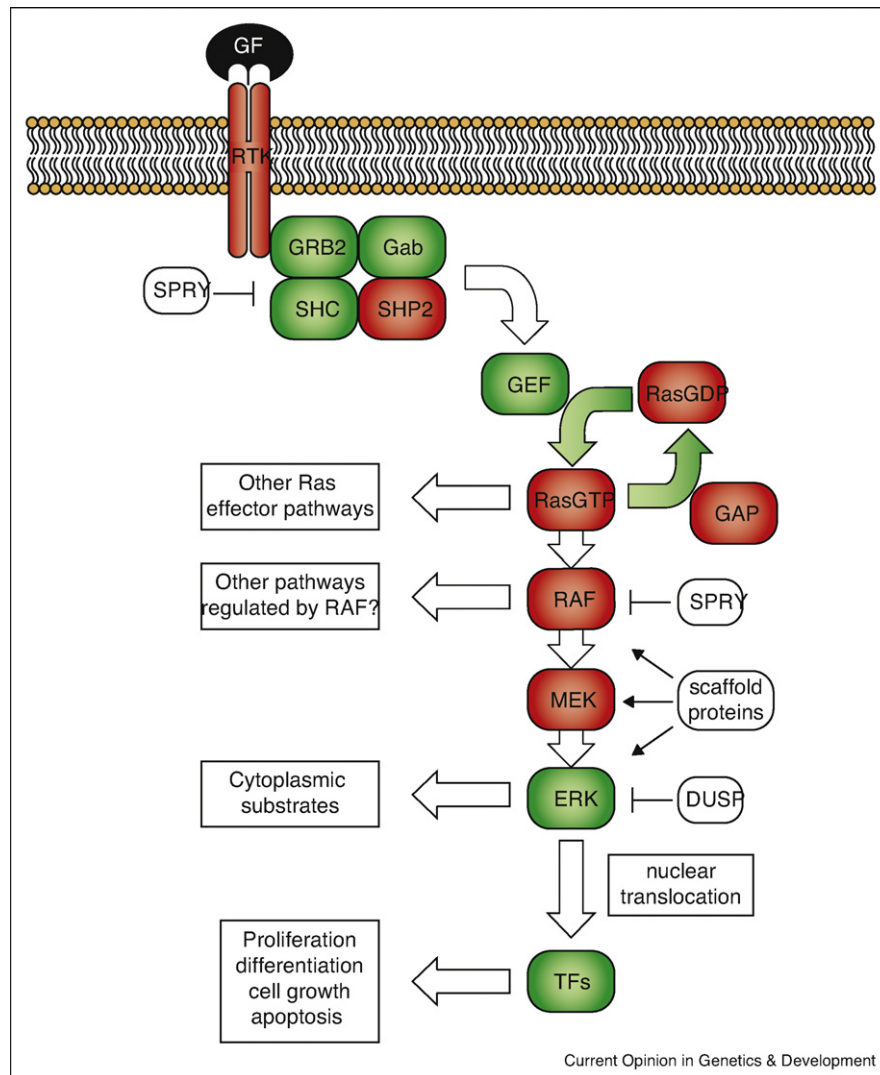 GF
RTK
GRB2
Gab
SPRY
SHC
SHP2
GEF
RasGDP
Other Ras
effector pathways
RasGTP
GAP
Other pathways
regulated by RAF?
RAF
SPRY
MEK
scaffold
proteins
Cytoplasmic
substrates
ERK
DUSP
nuclear
translocation
Proliferation
differentiation
cell growth
apoptosis
TFs
Current Opinion in Genetics & Development